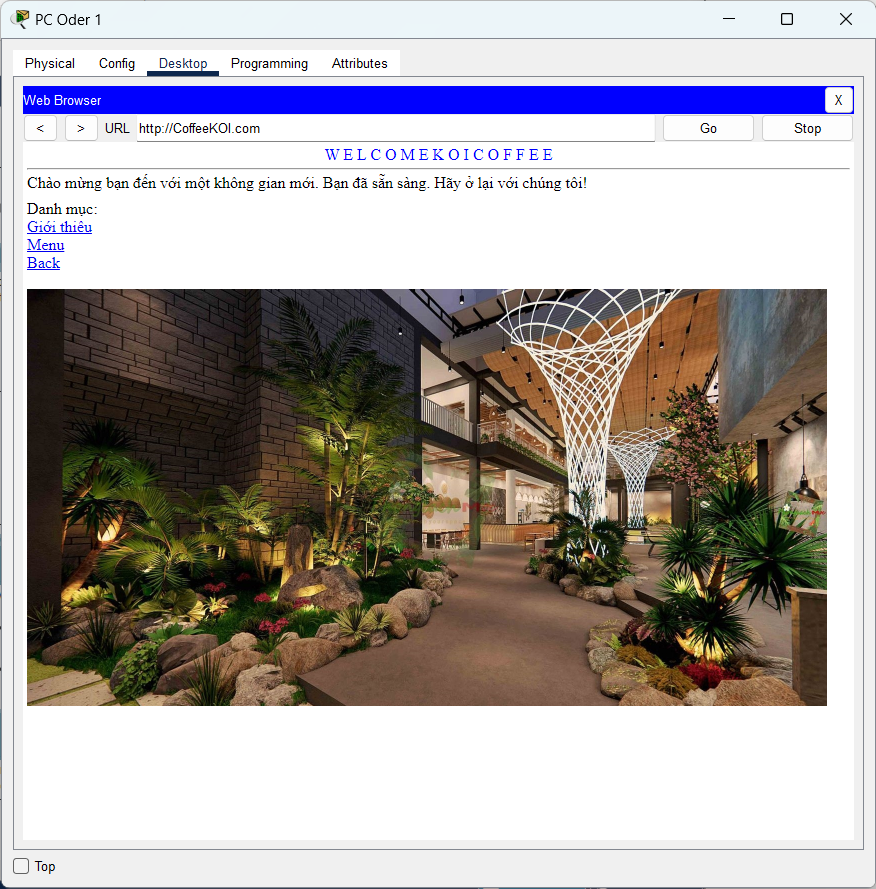 PC Oder 1
Physical Config Desktop Programming Attributes
Web Browser X
< > URL http://CoffeeKOI.com Go Stop
W E L C O M E K O I C O F F E E
Chào mừng bạn đến với một không gian mới. Bạn đã sẵn sàng. Hãy ở lại với chúng tôi!
Danh mục:
Giới thiêu
Menu
Back
Top